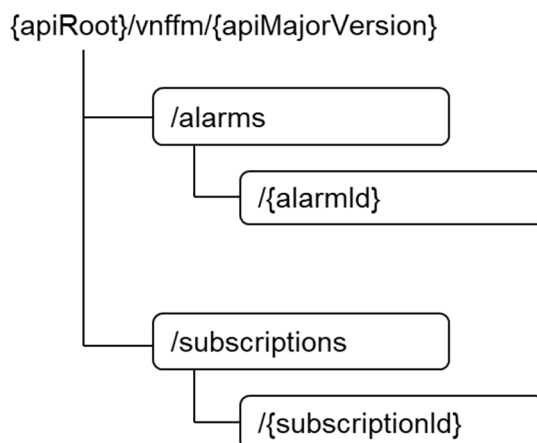 {apiRoot}/vnffm/{apiMajorVersion}
/alarms
/{alarmId}
/subscriptions
/{subscriptionId}